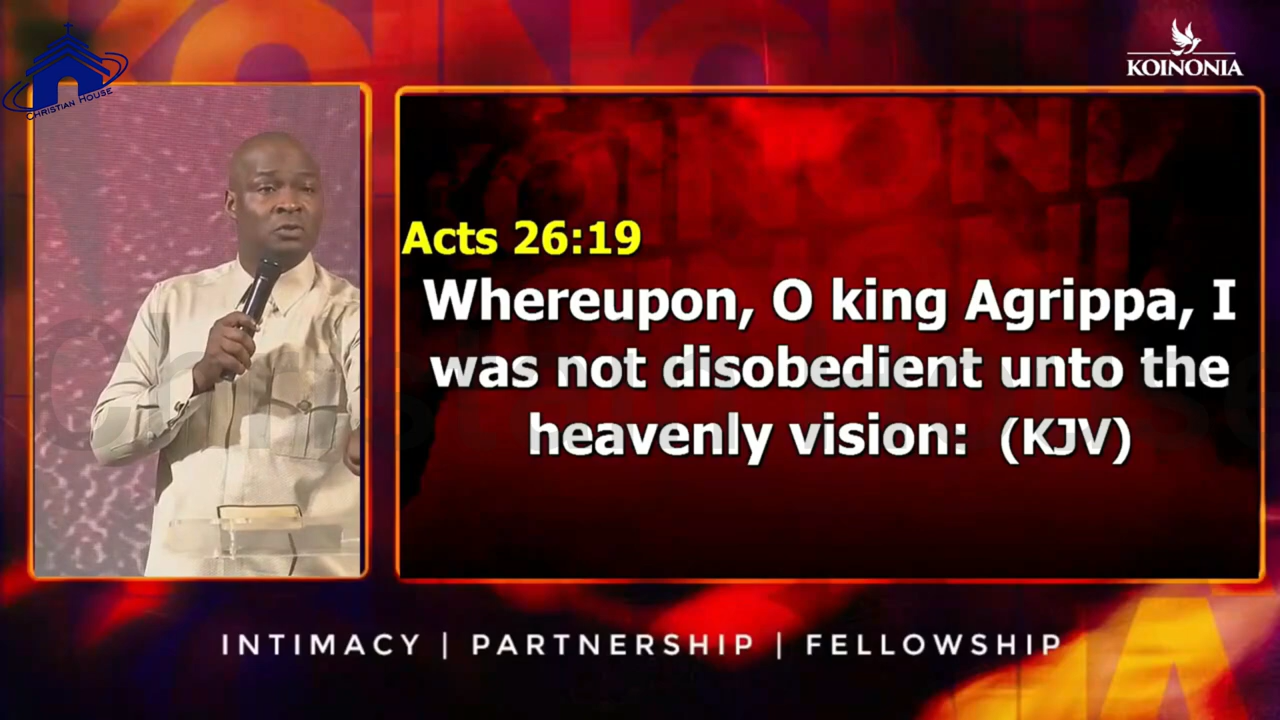 CHRISTIAN HOUSE
KOINONIA
Acts 26:19
Whereupon, O king Agrippa, I
was not disobedient unto the
heavenly vision: (KJV)
INTIMACY | PARTNERSHIP | FELLOWSHIP